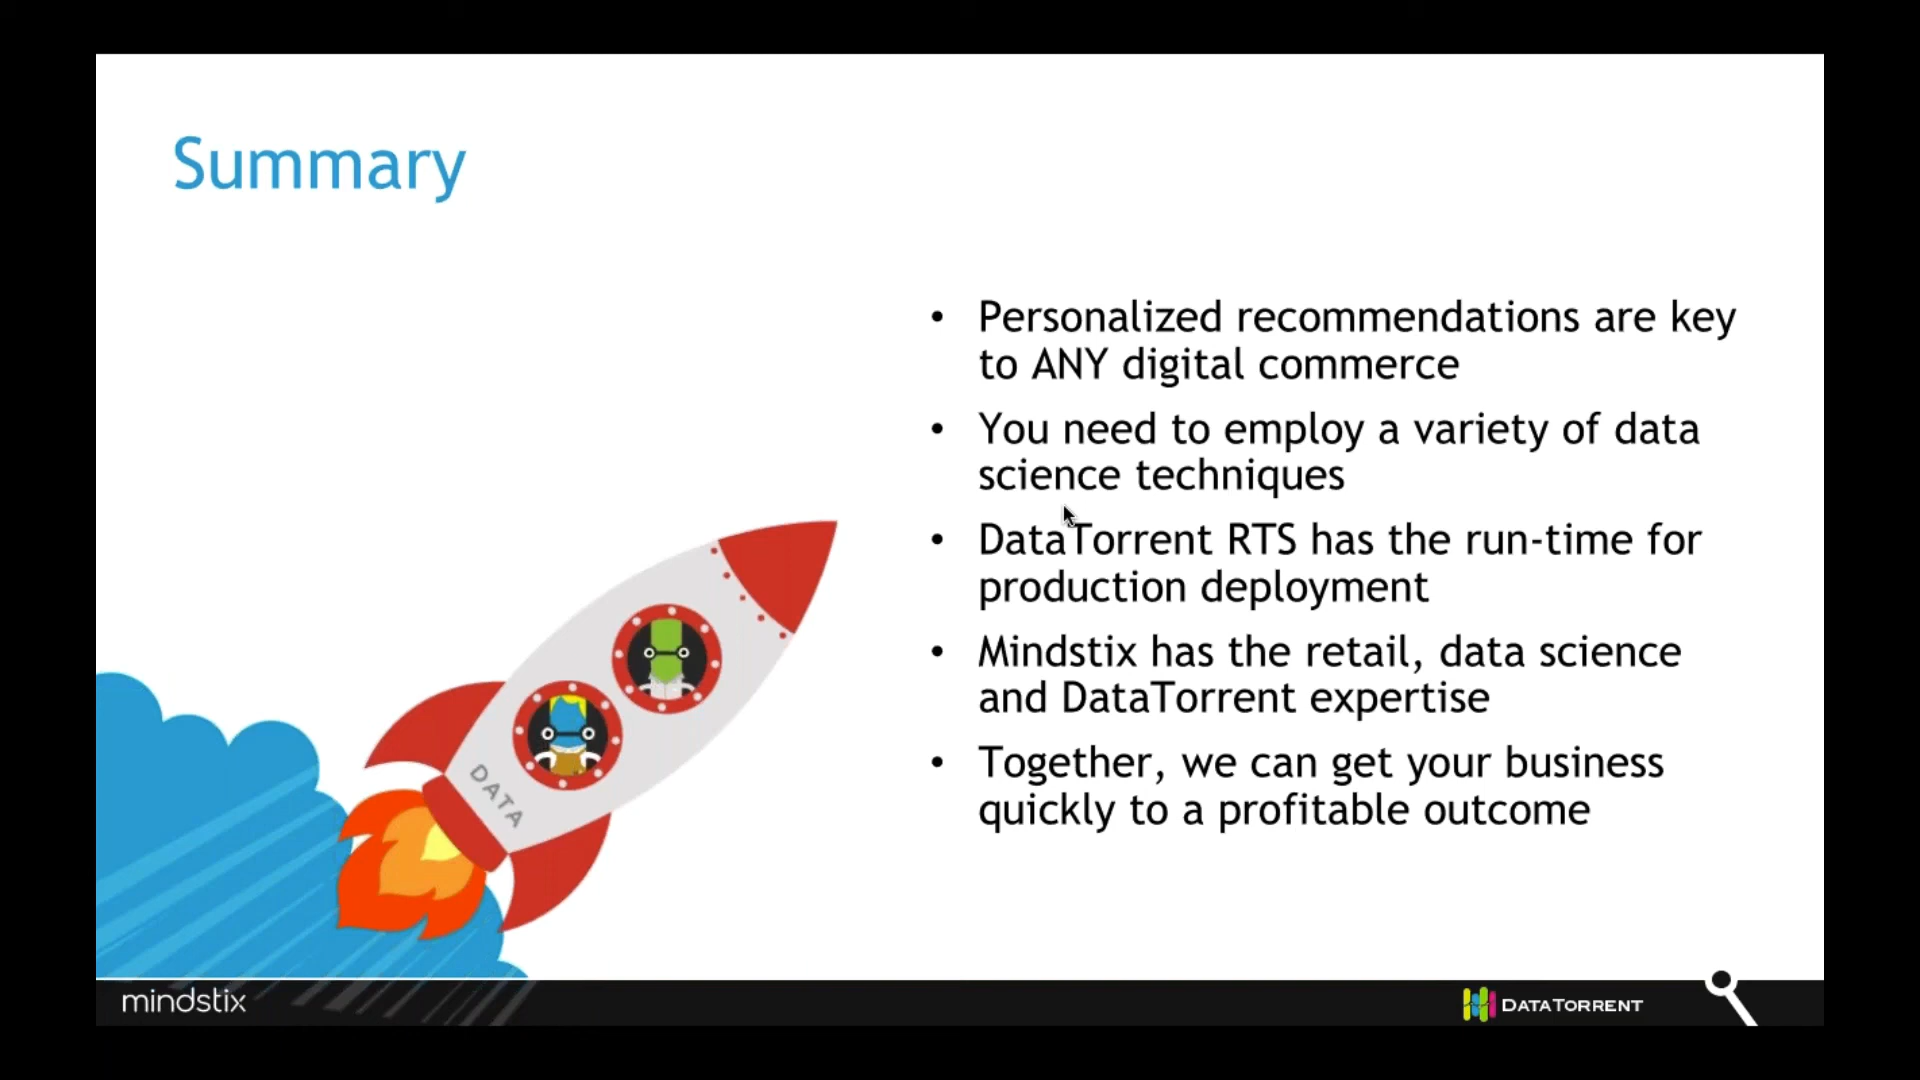 Summary
• Personalized recommendations are key
to ANY digital commerce
• You need to employ a variety of data
science techniques
• DataTorrent RTS has the run-time for
production deployment
• Mindstix has the retail, data science
and DataTorrent expertise
• Together, we can get your business
quickly to a profitable outcome
DATA
mindstix
DATATORRENT